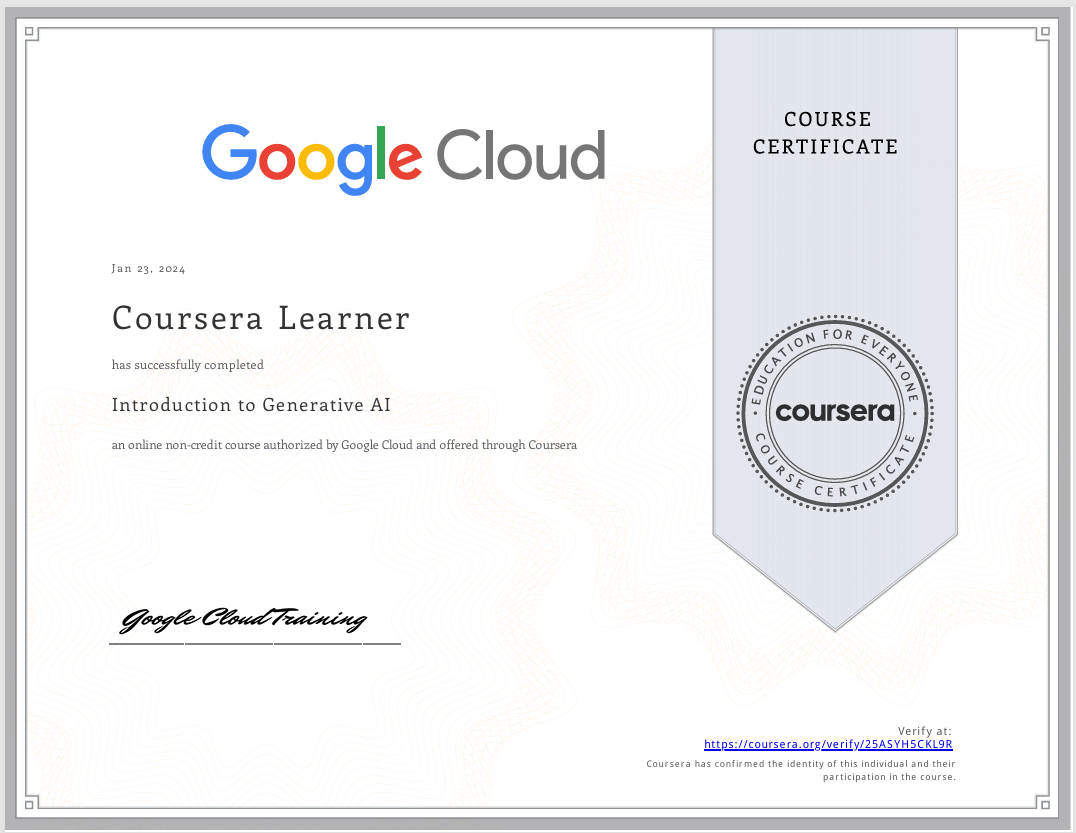 Google Cloud
COURSE
CERTIFICATE
Jan 23, 2024
Coursera Learner
has successfully completed
Introduction to Generative AI
an online non-credit course authorized by Google Cloud and offered through Coursera
EDUCATION FOR EVERYONE
coursera
COURSE CERTIFICATE
Google Cloud Training
Verify at:
https://coursera.org/verify/25ASYH5CKL9R
Coursera has confirmed the identity of this individual and their
participation in the course.